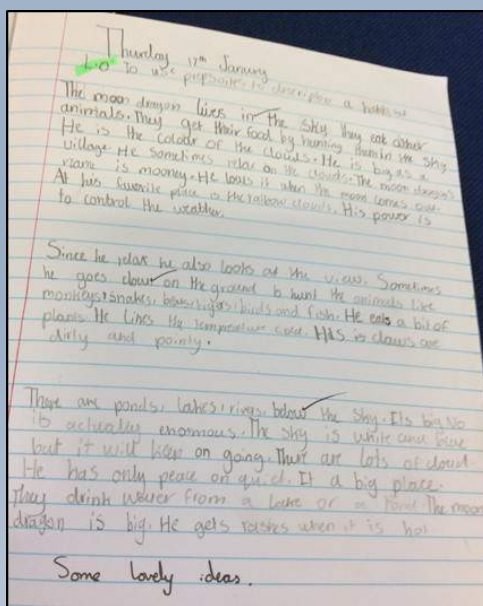 Thursday 17th January
L.O To use prepositions to describe a habitat
The moon dragon lives in the sky they eat other
animals. They get their food by hunting them in the sky
He is the colour of the clouds. He is big as a
village. He sometimes relax on the clouds. The moon dragon's
name is mooney. He loves it when the moon comes out.
At his favorite place is the rainbow clouds. His power is
to control the weather.
Since he relax he also looks at the view. Sometimes
he goes down on the ground to hunt the animals like
monkeys, snakes, bears, tigers, birds and fish. He eats a bit of
plants. He likes the temperature cold. His is claws are
dirty and pointy.
There are ponds, lakes, rivers, below the sky. Its big No
its actually enormous. The sky is white and blue
but it will keep on going. There are lots of cloud.
He has only peace on quiet. It a big place.
They drink water from a lake or a pond. The moon
dragon is big. He gets rashes when it is hot
Some lovely ideas.